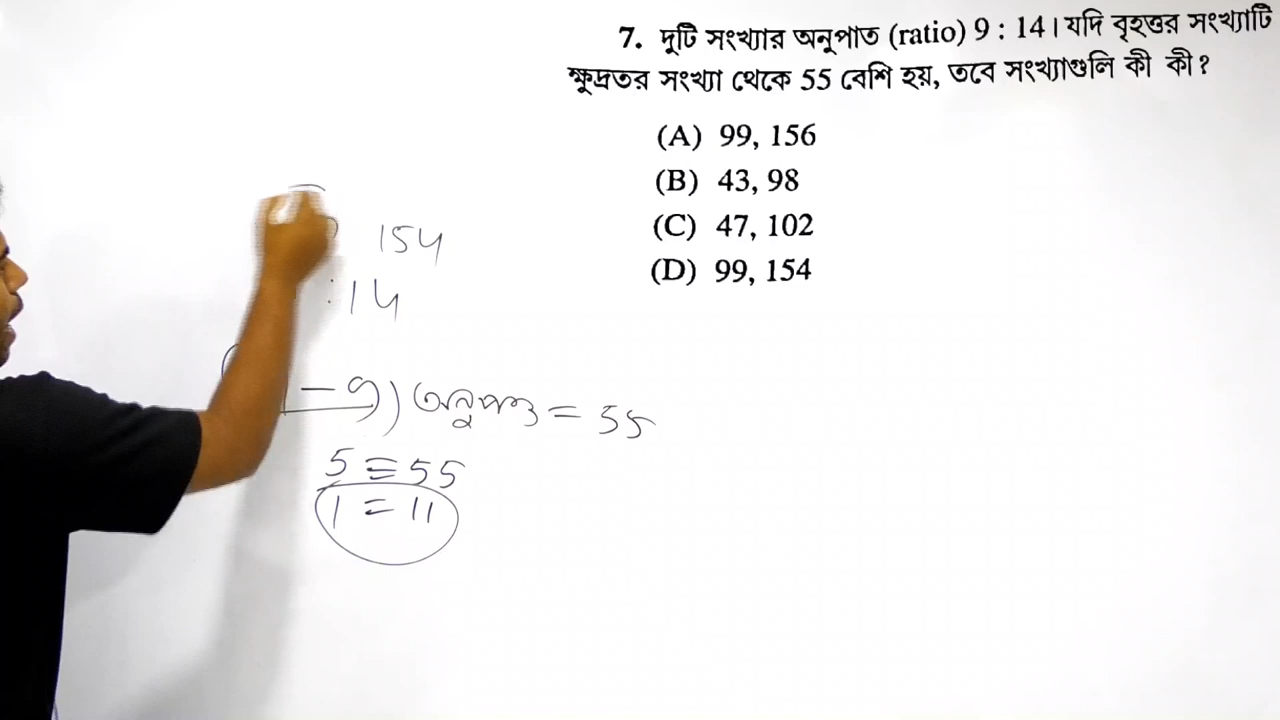 7. দুটি সংখ্যার অনুপাত (ratio) 9 : 14। যদি বৃহত্তর সংখ্যাটি
ক্ষুদ্রতর সংখ্যা থেকে 55 বেশি হয়, তবে সংখ্যাগুলি কী কী?
(A) 99, 156
(B) 43, 98
(C) 47, 102
(D) 99, 154
154
: 14
- 9) অনুপাত = 55
5 ≡ 55
1 = 11